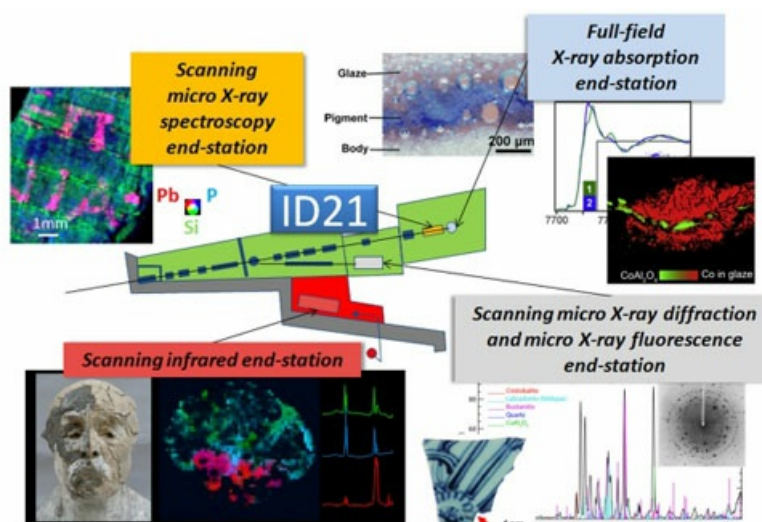 Scanning
micro X-ray
spectroscopy
end-station
Full-field
X-ray absorption
end-station
Glaze
Pigment
Body
200 µm
1mm
Pb
P
Si
ID21
1
2
7700
CoAl₂O₄
Co in glaze
Scanning infrared end-station
Scanning micro X-ray diffraction
and micro X-ray fluorescence
end-station
Cristobalite
Quartz
CoAl₂O₄